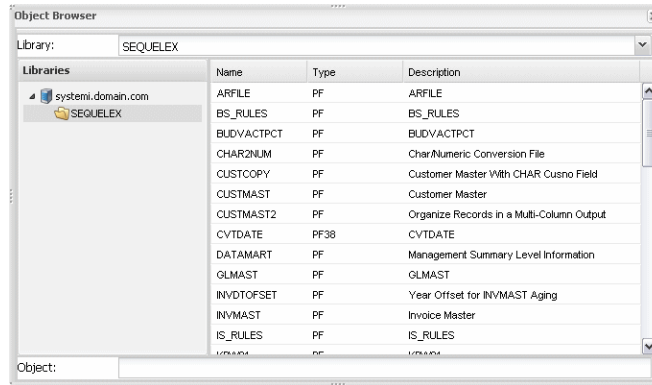 Object Browser
Library: SEQUELEX
Libraries
systemi.domain.com
SEQUELEX
Name Type Description
ARFILE PF ARFILE
BS_RULES PF BS_RULES
BUDVACTPCT PF BUDVACTPCT
CHAR2NUM PF Char/Numeric Conversion File
CUSTCOPY PF Customer Master With CHAR Cusno Field
CUSTMAST PF Customer Master
CUSTMAST2 PF Organize Records in a Multi-Column Output
CVTDATE PF38 CVTDATE
DATAMART PF Management Summary Level Information
GLMAST PF GLMAST
INVDTOFSET PF Year Offset for INVMAST Aging
INVMAST PF Invoice Master
IS_RULES PF IS_RULES
Object: